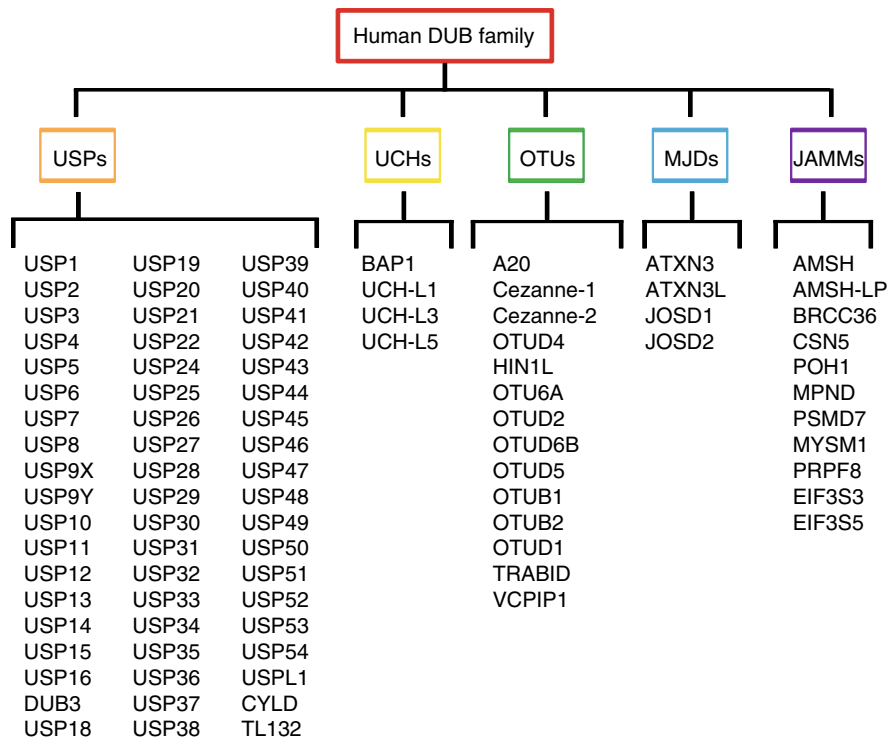 Human DUB family
USPs UCHs OTUs MJDs JAMMs
USP1 USP19 USP39 BAP1 A20 ATXN3 AMSH
USP2 USP20 USP40 UCH-L1 Cezanne-1 ATXN3L AMSH-LP
USP3 USP21 USP41 UCH-L3 Cezanne-2 JOSD1 BRCC36
USP4 USP22 USP42 UCH-L5 OTUD4 JOSD2 CSN5
USP5 USP24 USP43 HIN1L POH1
USP6 USP25 USP44 OTU6A MPND
USP7 USP26 USP45 OTUD2 PSMD7
USP8 USP27 USP46 OTUD6B MYSM1
USP9X USP28 USP47 OTUD5 PRPF8
USP9Y USP29 USP48 OTUB1 EIF3S3
USP10 USP30 USP49 OTUB2 EIF3S5
USP11 USP31 USP50 OTUD1
USP12 USP32 USP51 TRABID
USP13 USP33 USP52 VCPIP1
USP14 USP34 USP53
USP15 USP35 USP54
USP16 USP36 USPL1
DUB3 USP37 CYLD
USP18 USP38 TL132